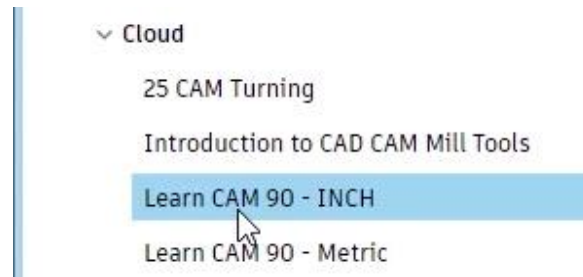 Cloud
25 CAM Turning
Introduction to CAD CAM Mill Tools
Learn CAM 90 - INCH
Learn CAM 90 - Metric